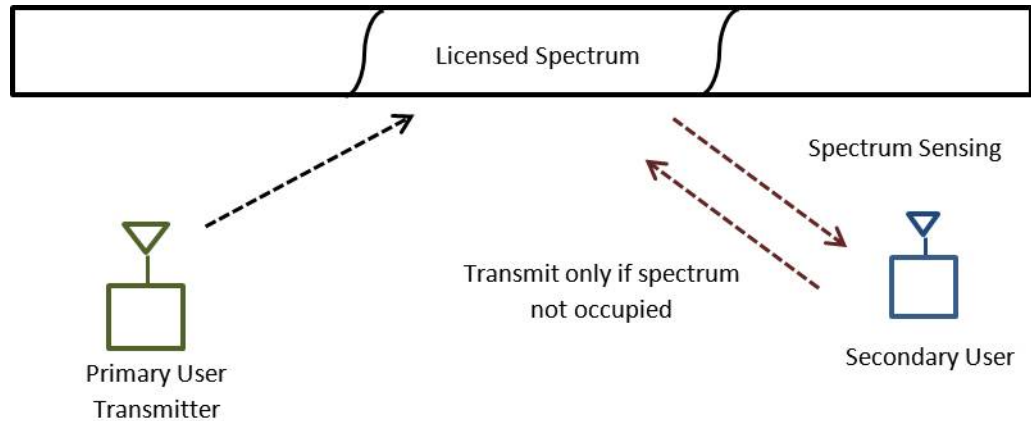 Licensed Spectrum
Spectrum Sensing
Transmit only if spectrum
not occupied
Primary User
Transmitter
Secondary User